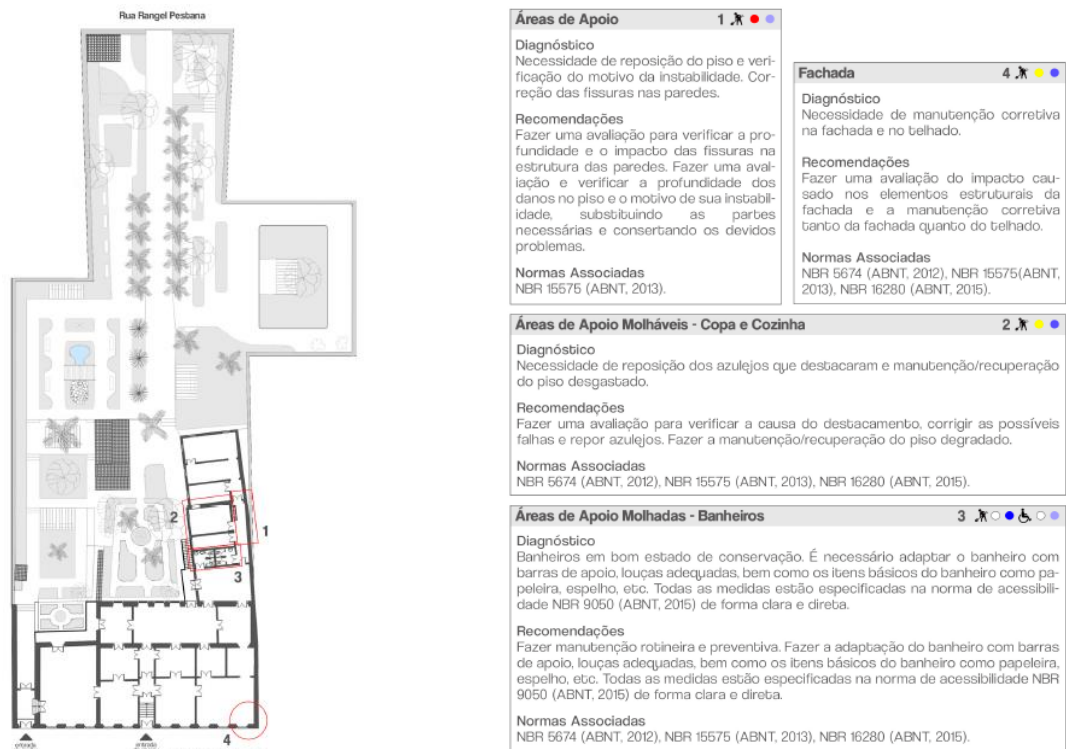 Rua Rangel Pestana
2
1
3
4
entrada
entrada
Áreas de Apoio 1
Diagnóstico
Necessidade de reposição do piso e veri-
ficação do motivo da instabilidade. Cor-
reção das fissuras nas paredes.
Recomendações
Fazer uma avaliação para verificar a pro-
fundidade e o impacto das fissuras na
estrutura das paredes. Fazer uma aval-
iação e verificar a profundidade dos
danos no piso e o motivo de sua instabil-
idade, substituindo as partes
necessárias e consertando os devidos
problemas.
Normas Associadas
NBR 15575 (ABNT, 2013).
Fachada 4
Diagnóstico
Necessidade de manutenção corretiva
na fachada e no telhado.
Recomendações
Fazer uma avaliação do impacto cau-
sado nos elementos estruturais da
fachada e a manutenção corretiva
tanto da fachada quanto do telhado.
Normas Associadas
NBR 5674 (ABNT, 2012), NBR 15575(ABNT,
2013), NBR 16280 (ABNT, 2015).
Áreas de Apoio Molháveis - Copa e Cozinha 2
Diagnóstico
Necessidade de reposição dos azulejos que destacaram e manutenção/recuperação
do piso desgastado.
Recomendações
Fazer uma avaliação para verificar a causa do destacamento, corrigir as possíveis
falhas e repor azulejos. Fazer a manutenção/recuperação do piso degradado.
Normas Associadas
NBR 5674 (ABNT, 2012), NBR 15575 (ABNT, 2013), NBR 16280 (ABNT, 2015).
Áreas de Apoio Molhadas - Banheiros 3
Diagnóstico
Banheiros em bom estado de conservação. É necessário adaptar o banheiro com
barras de apoio, louças adequadas, bem como os itens básicos do banheiro como pa-
peleira, espelho, etc. Todas as medidas estão especificadas na norma de acessibili-
dade NBR 9050 (ABNT, 2015) de forma clara e direta.
Recomendações
Fazer manutenção rotineira e preventiva. Fazer a adaptação do banheiro com barras
de apoio, louças adequadas, bem como os itens básicos do banheiro como papeleira,
espelho, etc. Todas as medidas estão especificadas na norma de acessibilidade NBR
9050 (ABNT, 2015) de forma clara e direta.
Normas Associadas
NBR 5674 (ABNT, 2012), NBR 15575 (ABNT, 2013), NBR 16280 (ABNT, 2015).